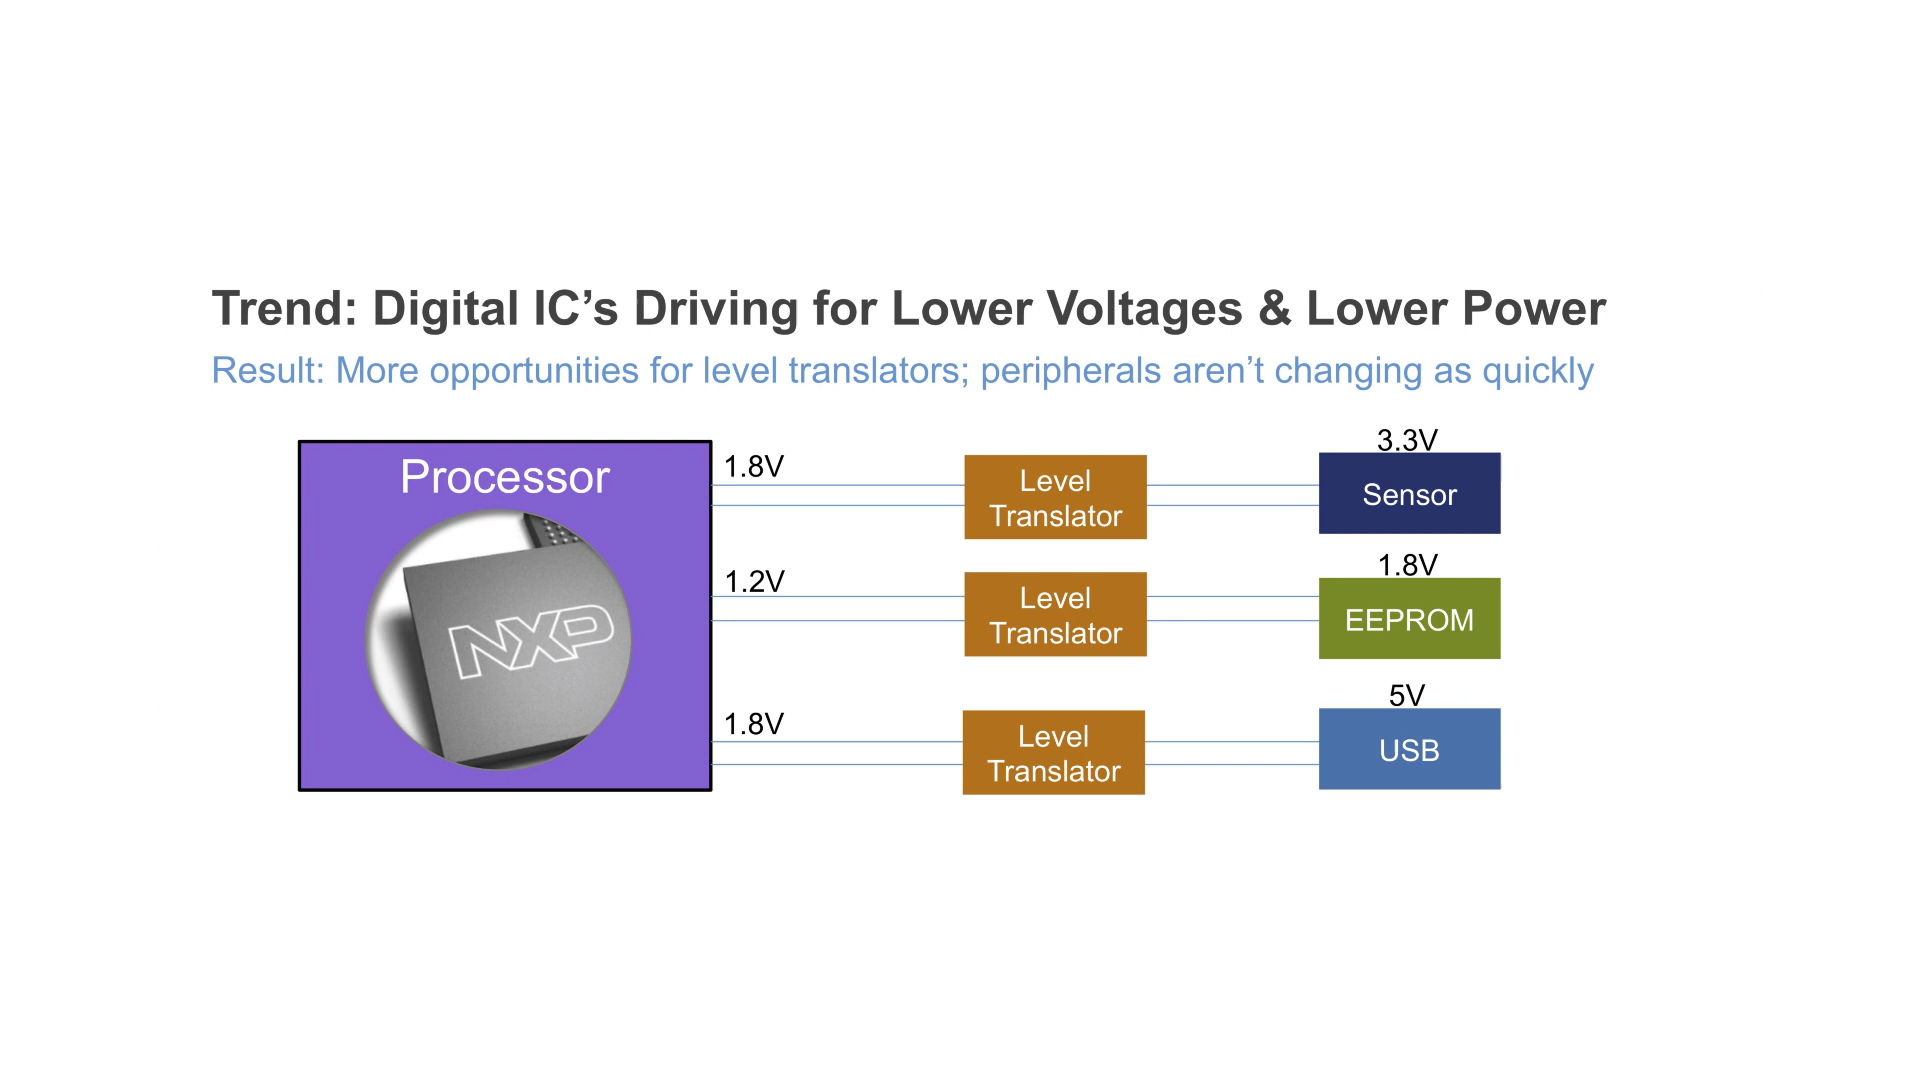 Trend: Digital IC’s Driving for Lower Voltages & Lower Power
Result: More opportunities for level translators; peripherals aren’t changing as quickly
Processor
NXP
1.8V
Level
Translator
3.3V
Sensor
1.2V
Level
Translator
1.8V
EEPROM
1.8V
Level
Translator
5V
USB